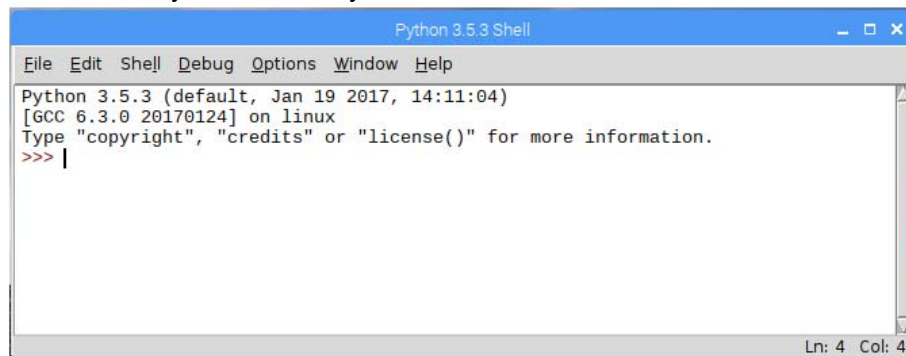 Python 3.5.3 Shell
File Edit Shell Debug Options Window Help
Python 3.5.3 (default, Jan 19 2017, 14:11:04)
[GCC 6.3.0 20170124] on linux
Type "copyright", "credits" or "license()" for more information.
>>>
Ln: 4 Col: 4